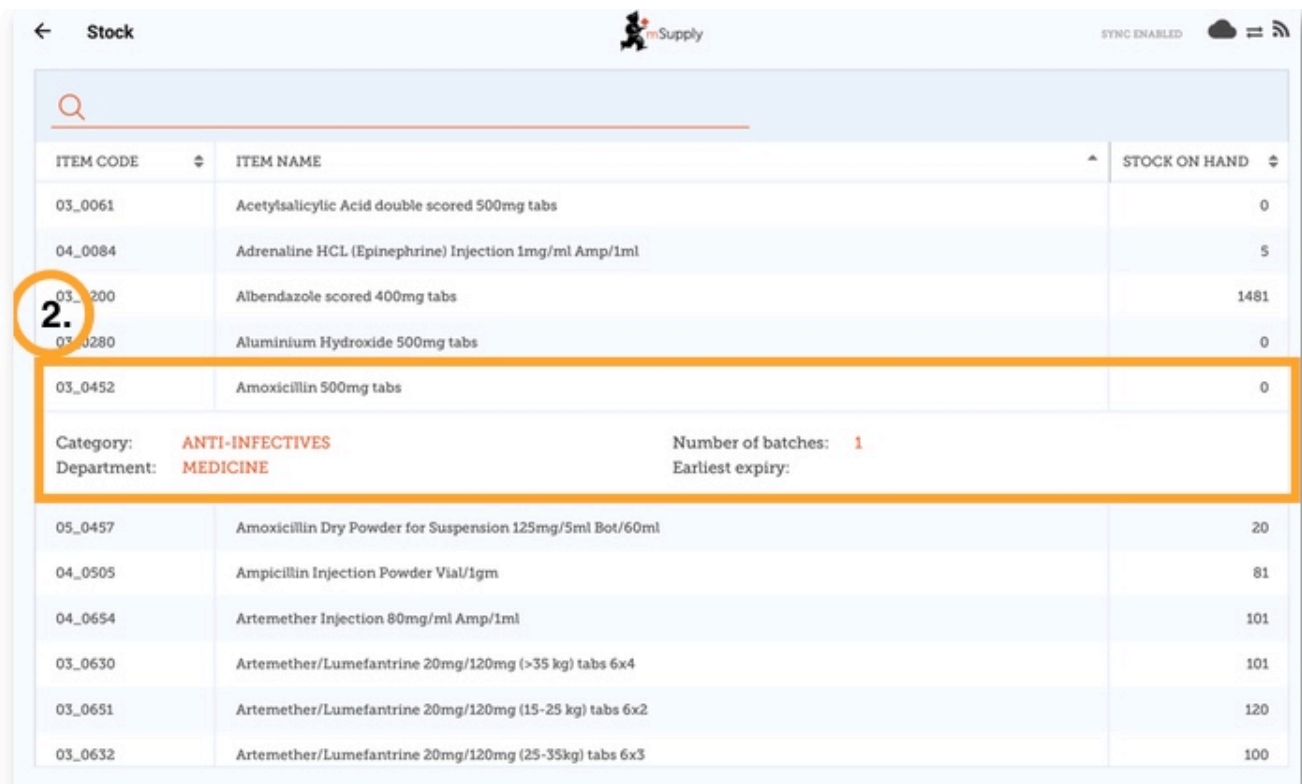 Stock
mSupply
SYNC ENABLED
ITEM CODE ITEM NAME STOCK ON HAND
03_0061 Acetylsalicylic Acid double scored 500mg tabs 0
04_0084 Adrenaline HCL (Epinephrine) Injection 1mg/ml Amp/1ml 5
03_ 200 Albendazole scored 400mg tabs 1481
2.
03_0280 Aluminium Hydroxide 500mg tabs 0
03_0452 Amoxicillin 500mg tabs 0
Category: ANTI-INFECTIVES Number of batches: 1
Department: MEDICINE Earliest expiry:
05_0457 Amoxicillin Dry Powder for Suspension 125mg/5ml Bot/60ml 20
04_0505 Ampicillin Injection Powder Vial/1gm 81
04_0654 Artemether Injection 80mg/ml Amp/1ml 101
03_0630 Artemether/Lumefantrine 20mg/120mg (>35 kg) tabs 6x4 101
03_0651 Artemether/Lumefantrine 20mg/120mg (15-25 kg) tabs 6x2 120
03_0632 Artemether/Lumefantrine 20mg/120mg (25-35kg) tabs 6x3 100